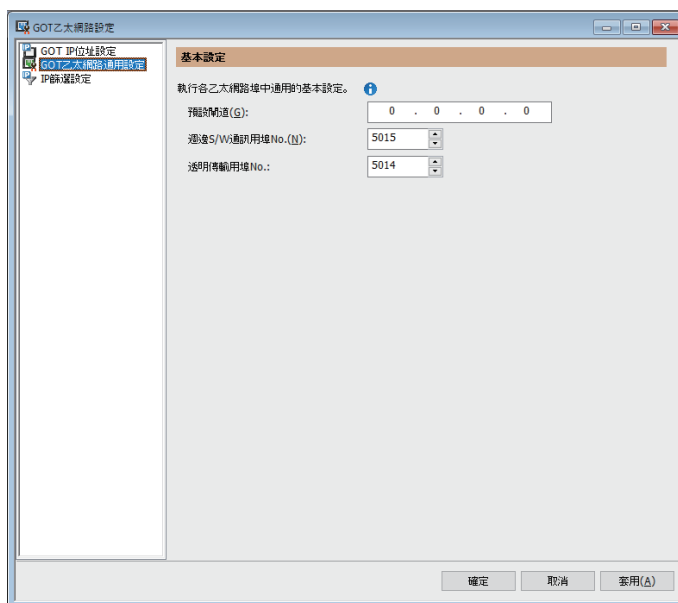 GOT乙太網路設定
GOT IP位址設定
GOT乙太網路通用設定
IP篩選設定
基本設定
執行各乙太網路埠中通用的基本設定。
預設閘道(G):
0 . 0 . 0 . 0
週邊S/W通訊用埠No.(N):
5015
透明傳輸用埠No.:
5014
確定
取消
套用(A)